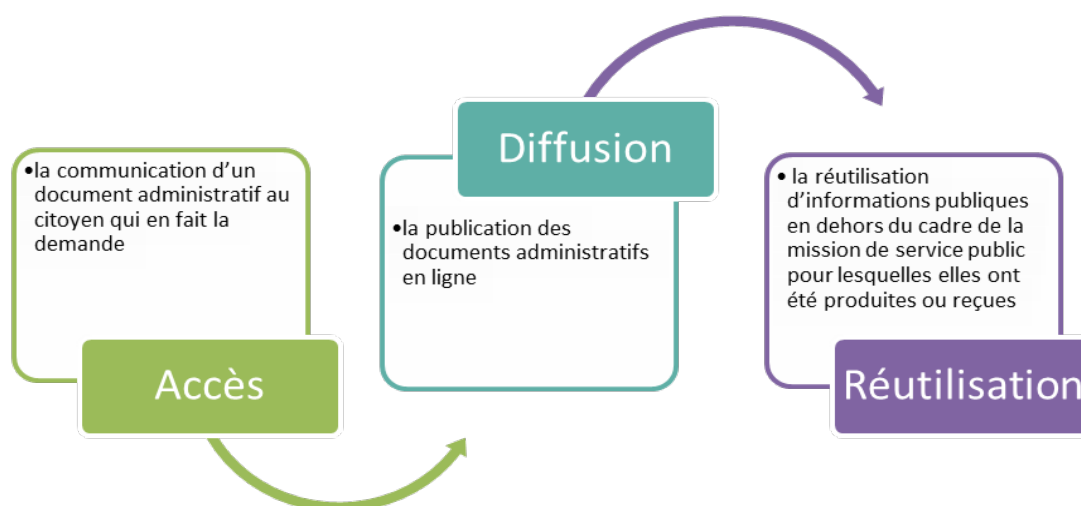 •la communication d’un
document administratif au
citoyen qui en fait la
demande
Accès
Diffusion
•la publication des
documents administratifs
en ligne
• la réutilisation
d’informations publiques
en dehors du cadre de la
mission de service public
pour lesquelles elles ont
été produites ou reçues
Réutilisation